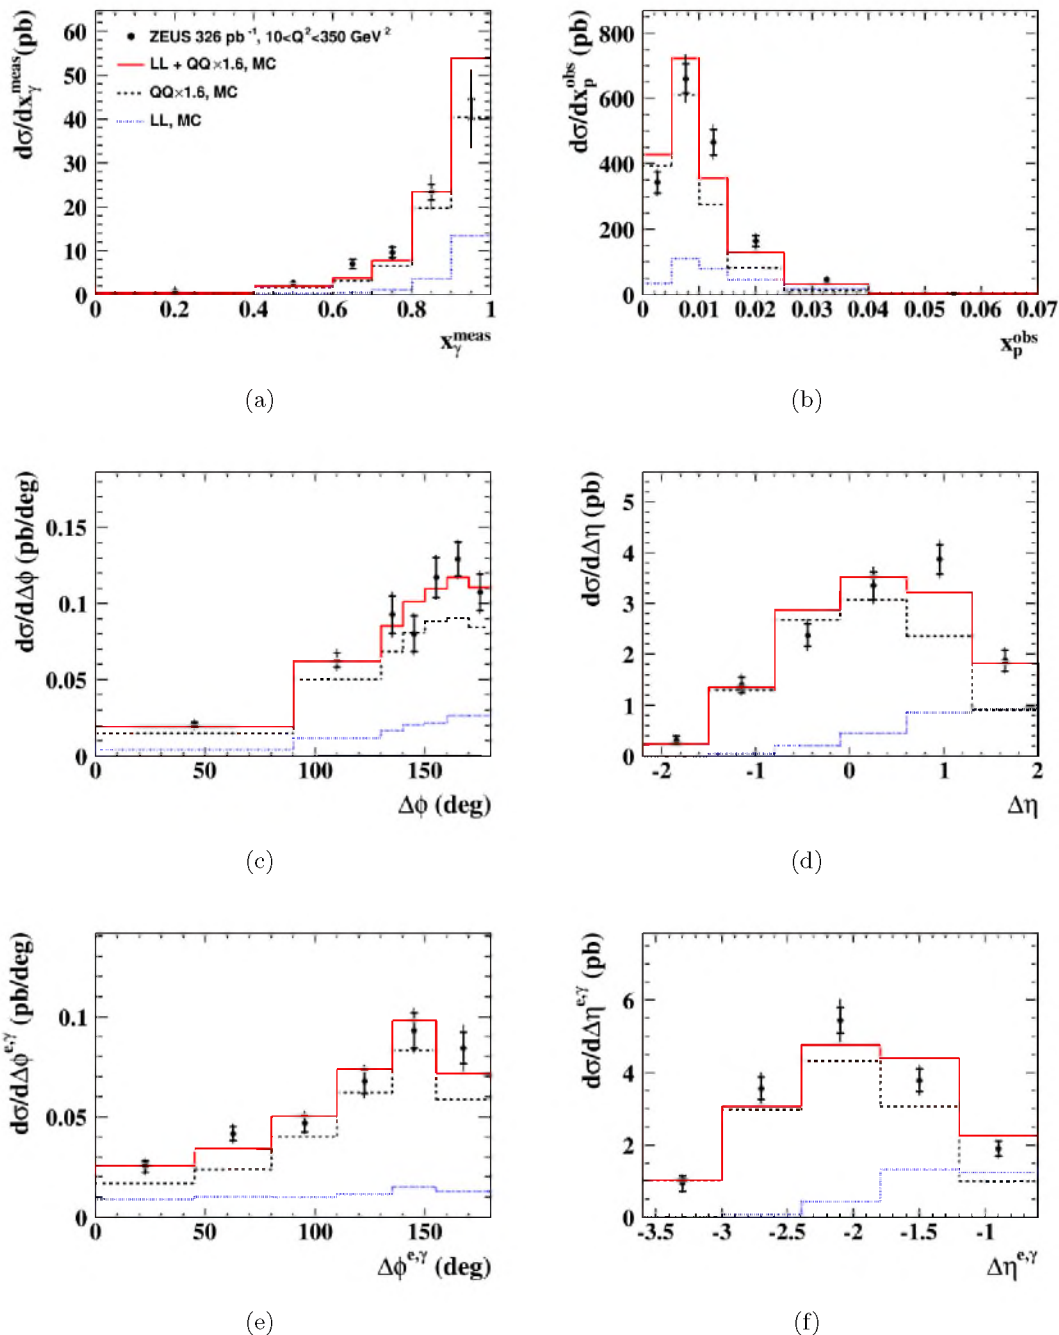 dσ/dx_γ^meas (pb)
60
50
40
30
20
10
0
ZEUS 326 pb⁻¹, 10<Q²<350 GeV²
LL + QQ×1.6, MC
QQ×1.6, MC
LL, MC
0 0.2 0.4 0.6 0.8 1
x_γ^meas
(a)
dσ/dx_p^obs (pb)
800
600
400
200
0
0 0.01 0.02 0.03 0.04 0.05 0.06 0.07
x_p^obs
(b)
dσ/dΔϕ (pb/deg)
0.15
0.1
0.05
0
0 50 100 150
Δϕ (deg)
(c)
dσ/dΔη (pb)
5
4
3
2
1
0
-2 -1 0 1 2
Δη
(d)
dσ/dΔϕ^e,γ (pb/deg)
0.1
0.05
0
0 50 100 150
Δϕ^e,γ (deg)
(e)
dσ/dΔη^e,γ (pb)
6
4
2
0
-3.5 -3 -2.5 -2 -1.5 -1
Δη^e,γ
(f)